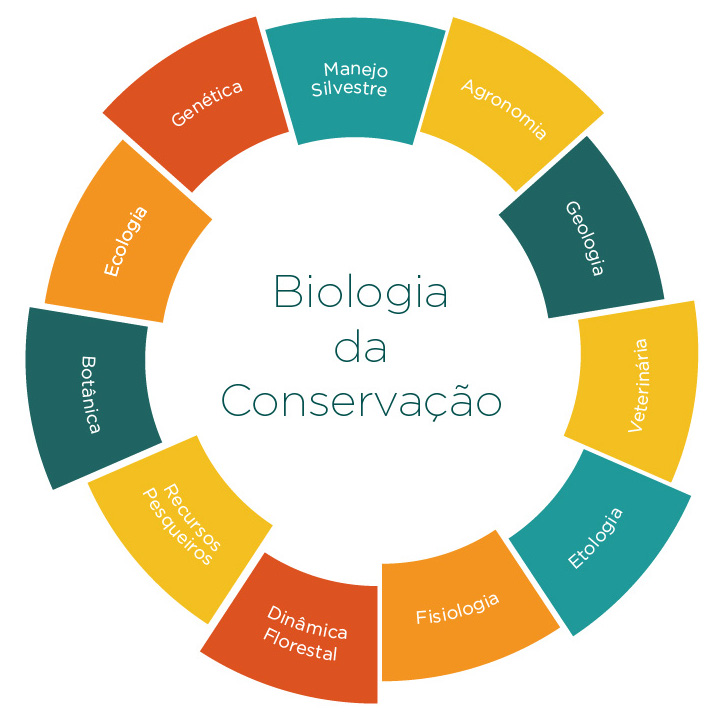 Biologia
da
Conservação
Manejo
Silvestre
Agronomia
Geologia
Veterinária
Etologia
Fisiologia
Dinâmica
Florestal
Recursos
Pesqueiros
Botânica
Ecologia
Genética